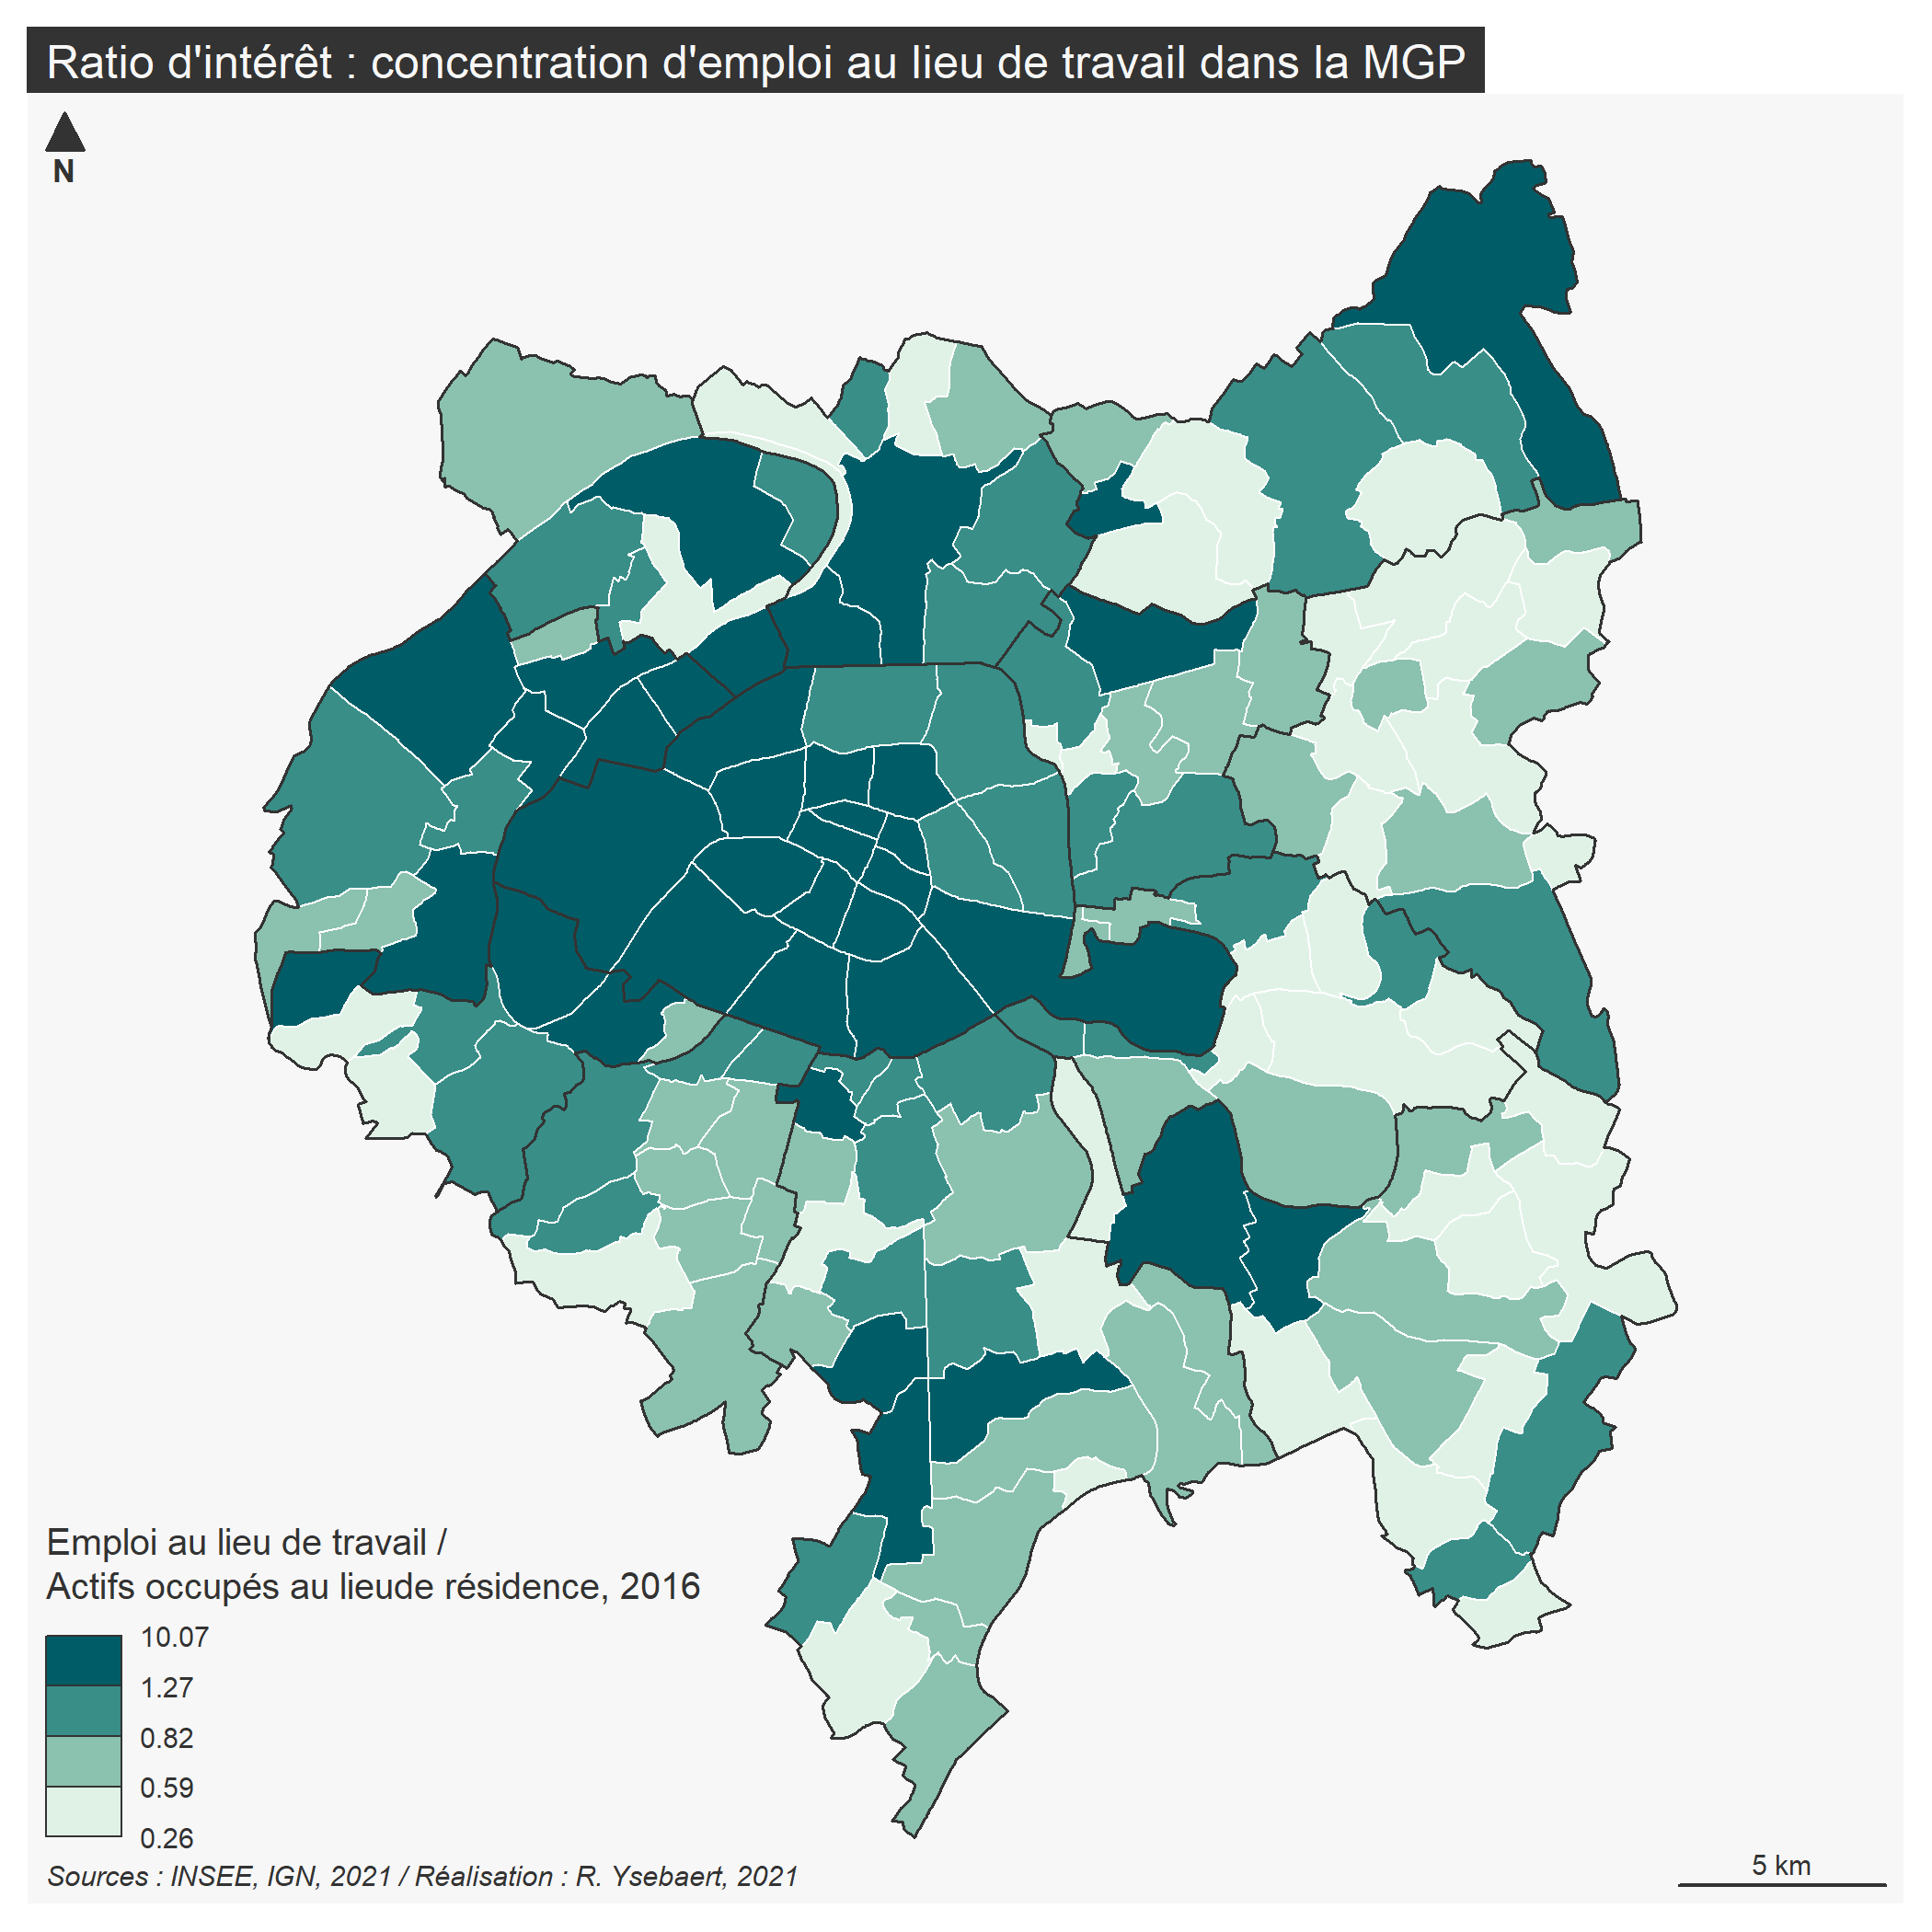 Ratio d'intérêt : concentration d'emploi au lieu de travail dans la MGP
N
Emploi au lieu de travail /
Actifs occupés au lieude résidence, 2016
10.07
1.27
0.82
0.59
0.26
Sources : INSEE, IGN, 2021 / Réalisation : R. Ysebaert, 2021
5 km